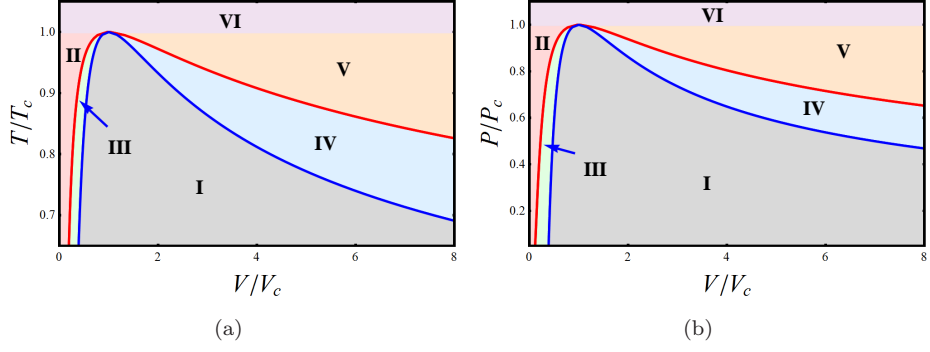 VI
II
V
IV
III
I
1.0
0.9
0.8
0.7
T/T_c
0 2 4 6 8
V/V_c
(a)
VI
II
V
IV
III
I
1.0
0.8
0.6
0.4
0.2
P/P_c
0 2 4 6 8
V/V_c
(b)